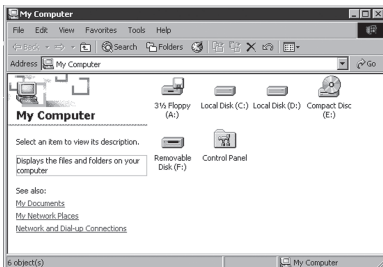 My Computer
File Edit View Favorites Tools Help
Back Search Folders
Address My Computer Go
My Computer
Select an item to view its description.
Displays the files and folders on your
computer
See also:
My Documents
My Network Places
Network and Dial-up Connections
3½ Floppy
(A:)
Local Disk (C:)
Local Disk (D:)
Compact Disc
(E:)
Removable
Disk (F:)
Control Panel
6 object(s) My Computer